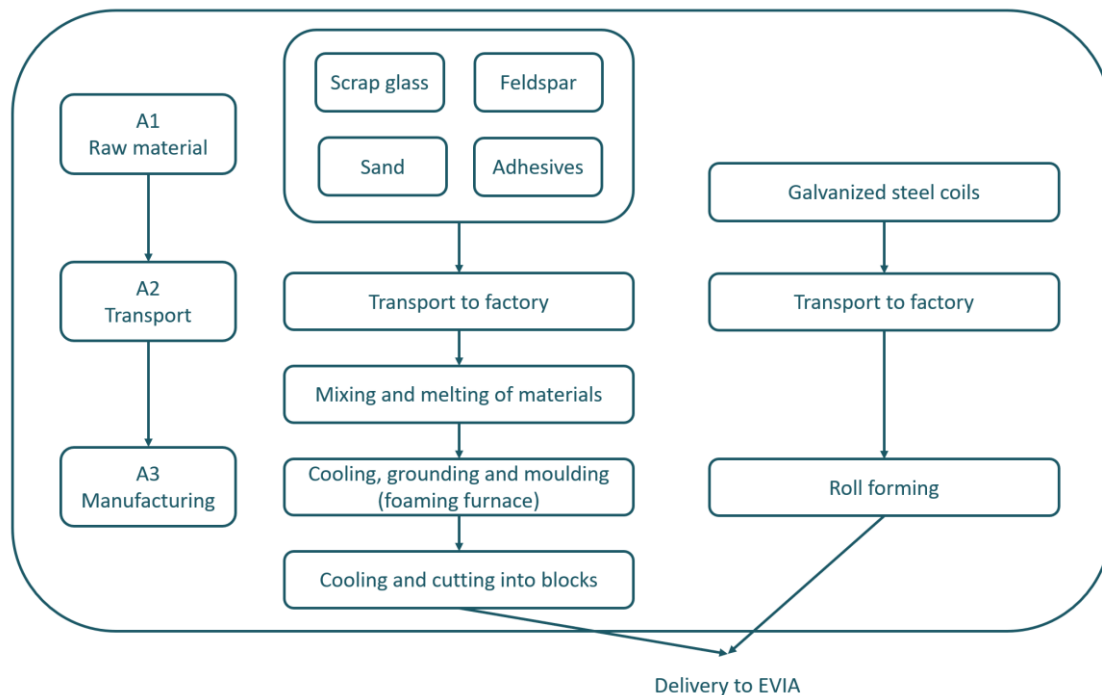 A1
Raw material
A2
Transport
A3
Manufacturing
Scrap glass
Feldspar
Sand
Adhesives
Transport to factory
Mixing and melting of materials
Cooling, grounding and moulding
(foaming furnace)
Cooling and cutting into blocks
Galvanized steel coils
Transport to factory
Roll forming
Delivery to EVIA